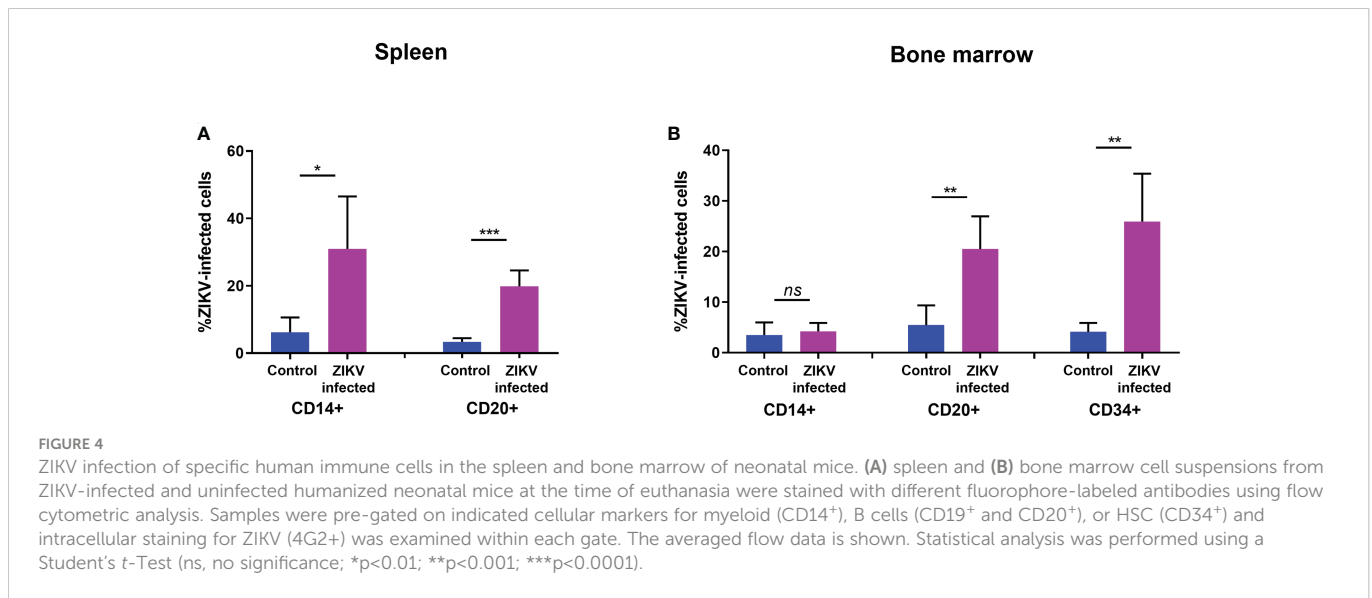 Spleen
Bone marrow
A
%ZIKV-infected cells
60
40
20
0
*
***
Control
ZIKV
infected
Control
ZIKV
infected
CD14+
CD20+
B
%ZIKV-infected cells
40
30
20
10
0
ns
**
**
Control
ZIKV
infected
Control
ZIKV
infected
Control
ZIKV
infected
CD14+
CD20+
CD34+
FIGURE 4
ZIKV infection of specific human immune cells in the spleen and bone marrow of neonatal mice. (A) spleen and (B) bone marrow cell suspensions from
ZIKV-infected and uninfected humanized neonatal mice at the time of euthanasia were stained with different fluorophore-labeled antibodies using flow
cytometric analysis. Samples were pre-gated on indicated cellular markers for myeloid (CD14⁺), B cells (CD19⁺ and CD20⁺), or HSC (CD34⁺) and
intracellular staining for ZIKV (4G2+) was examined within each gate. The averaged flow data is shown. Statistical analysis was performed using a
Student's t-Test (ns, no significance; *p<0.01; **p<0.001; ***p<0.0001).